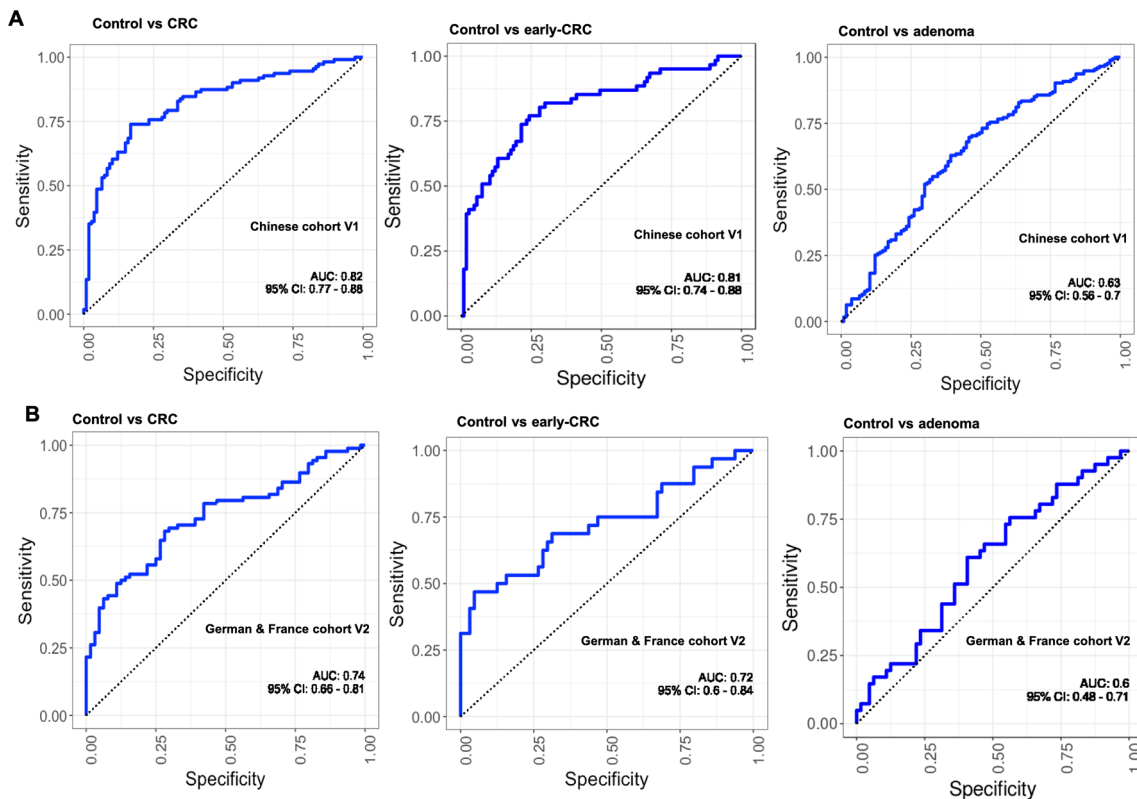 A
Control vs CRC
1.00
0.75
0.50
0.25
0.00
Sensitivity
Chinese cohort V1
AUC: 0.82
95% CI: 0.77 - 0.88
0.00
0.25
0.50
0.75
1.00
Specificity
Control vs early-CRC
1.00
0.75
0.50
0.25
0.00
Sensitivity
Chinese cohort V1
AUC: 0.81
95% CI: 0.74 - 0.88
0.00
0.25
0.50
0.75
1.00
Specificity
Control vs adenoma
1.00
0.75
0.50
0.25
0.00
Sensitivity
Chinese cohort V1
AUC: 0.63
95% CI: 0.56 - 0.7
0.00
0.25
0.50
0.75
1.00
Specificity
B
Control vs CRC
1.00
0.75
0.50
0.25
0.00
Sensitivity
German & France cohort V2
AUC: 0.74
95% CI: 0.66 - 0.81
0.00
0.25
0.50
0.75
1.00
Specificity
Control vs early-CRC
1.00
0.75
0.50
0.25
0.00
Sensitivity
German & France cohort V2
AUC: 0.72
95% CI: 0.6 - 0.84
0.00
0.25
0.50
0.75
1.00
Specificity
Control vs adenoma
1.00
0.75
0.50
0.25
0.00
Sensitivity
German & France cohort V2
AUC: 0.6
95% CI: 0.48 - 0.71
0.00
0.25
0.50
0.75
1.00
Specificity